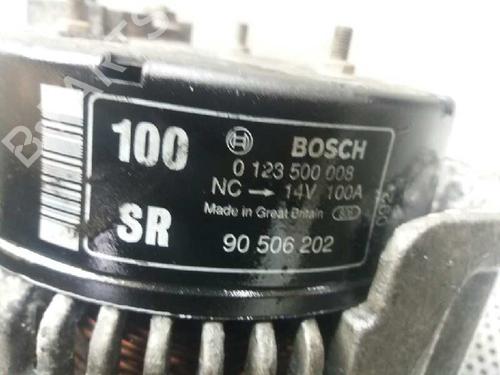 100
BOSCH
0 123 500 008
NC → 14V 100A
Made in Great Britain
SR
90 506 202